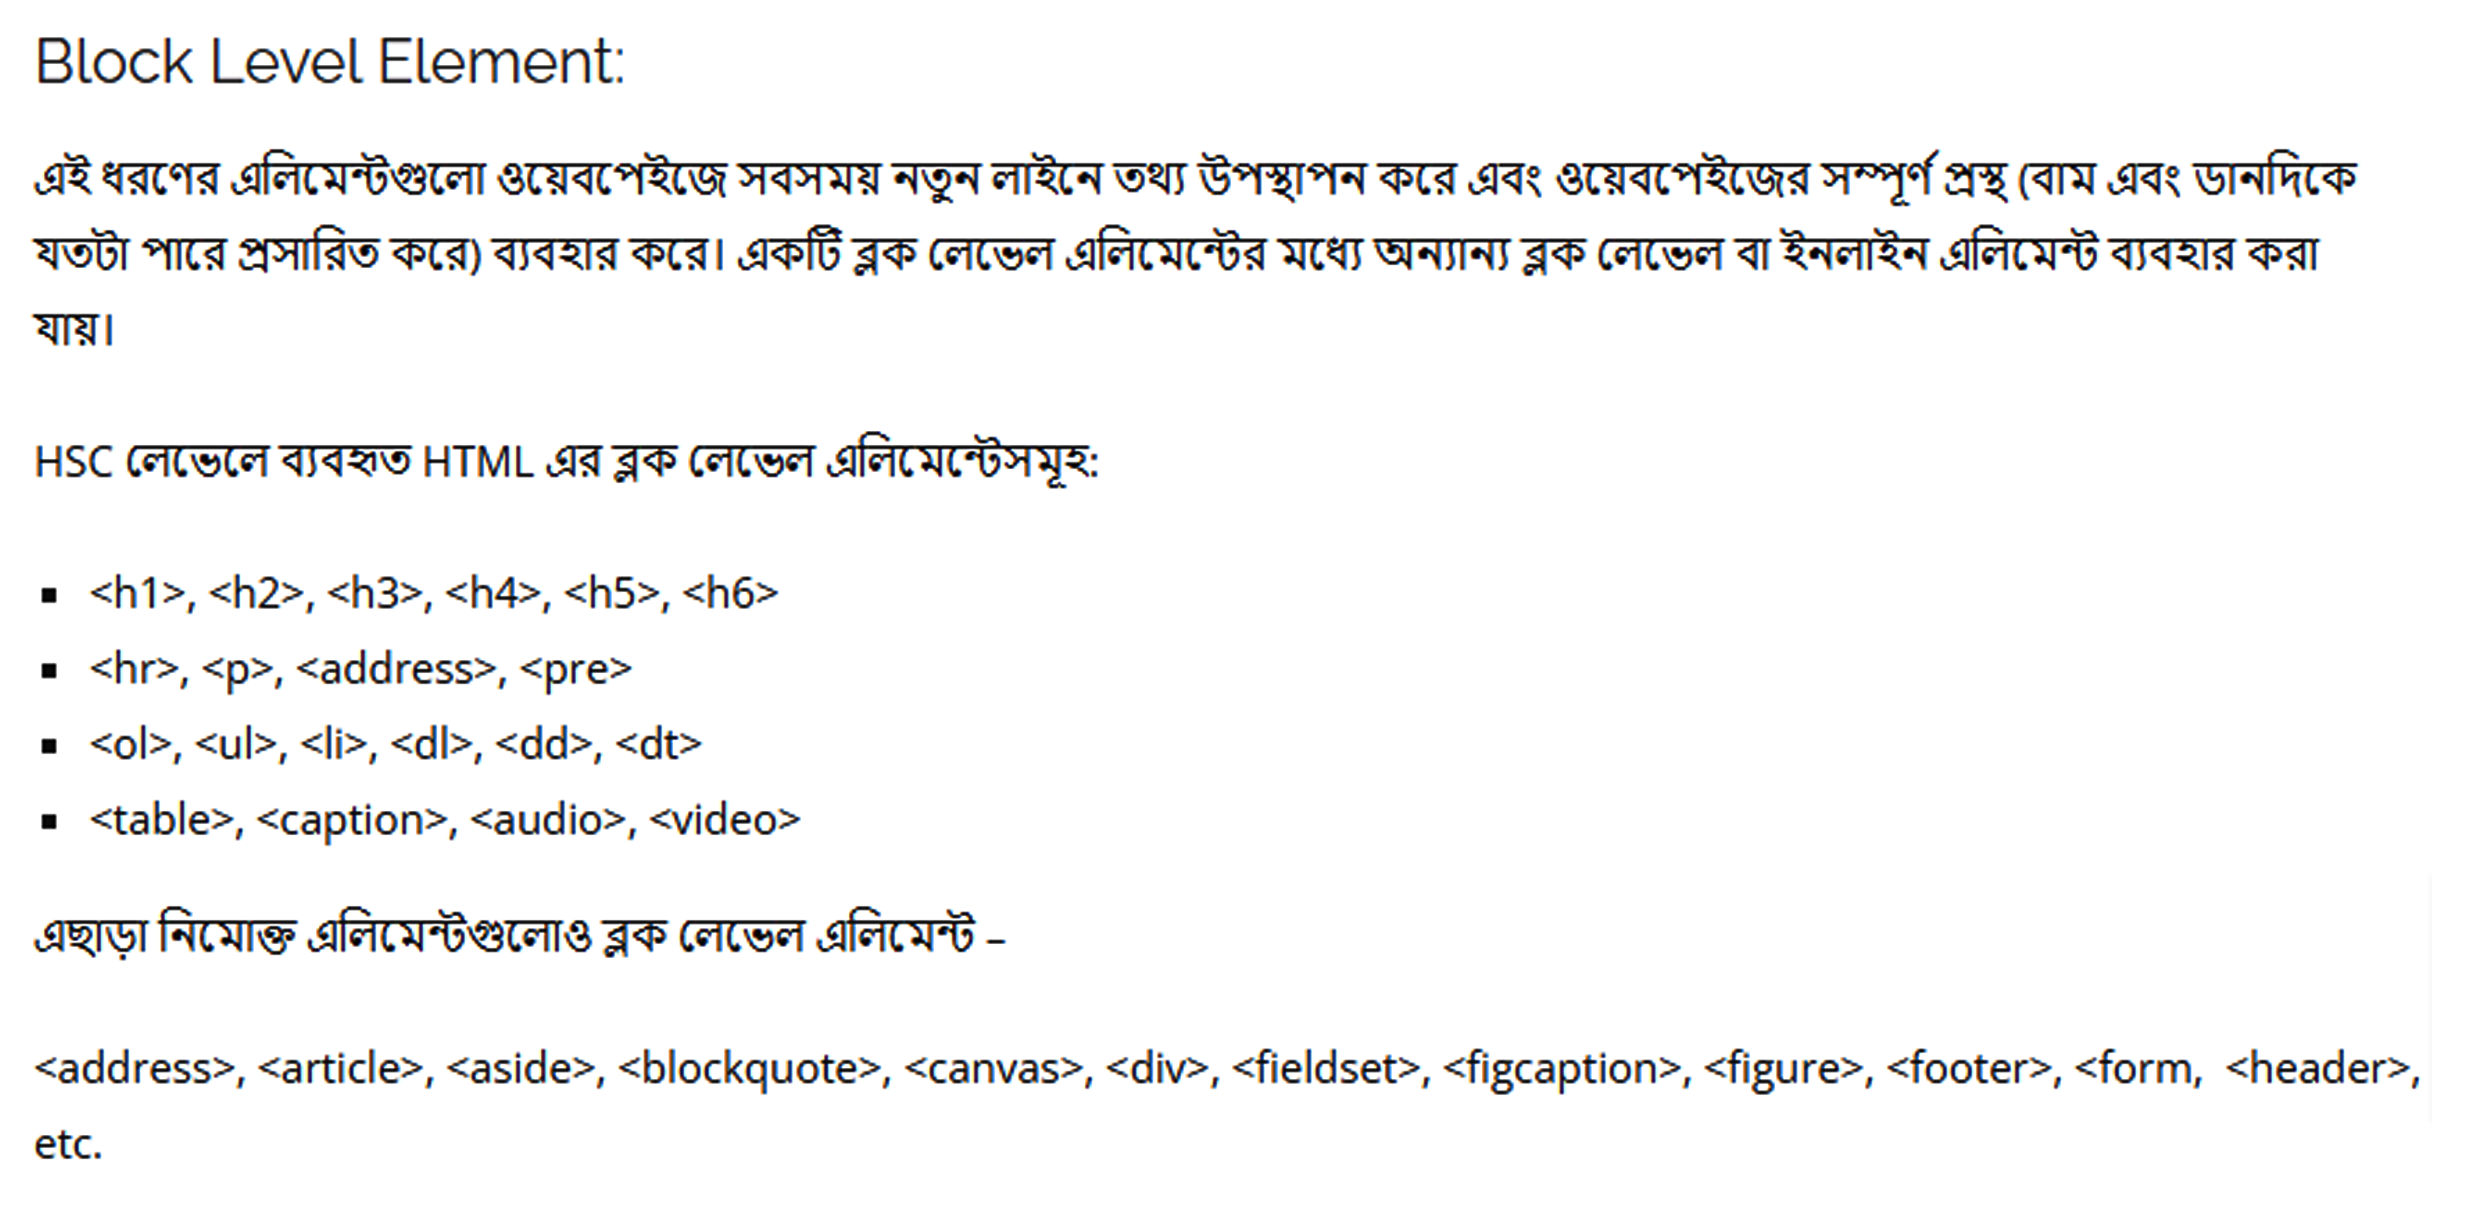 Block Level Element:
এই ধরণের এলিমেন্টগুলো ওয়েবপেইজে সবসময় নতুন লাইনে তথ্য উপস্থাপন করে এবং ওয়েবপেইজের সম্পূর্ণ প্রস্থ (বাম এবং ডানদিকে
যতটা পারে প্রসারিত করে) ব্যবহার করে। একটি ব্লক লেভেল এলিমেন্টের মধ্যে অন্যান্য ব্লক লেভেল বা ইনলাইন এলিমেন্ট ব্যবহার করা
যায়।
HSC লেভেলে ব্যবহৃত HTML এর ব্লক লেভেল এলিমেন্টেসমূহ:
▪ <h1>, <h2>, <h3>, <h4>, <h5>, <h6>
▪ <hr>, <p>, <address>, <pre>
▪ <ol>, <ul>, <li>, <dl>, <dd>, <dt>
▪ <table>, <caption>, <audio>, <video>
এছাড়া নিমোক্ত এলিমেন্টগুলোও ব্লক লেভেল এলিমেন্ট –
<address>, <article>, <aside>, <blockquote>, <canvas>, <div>, <fieldset>, <figcaption>, <figure>, <footer>, <form,  <header>,
etc.